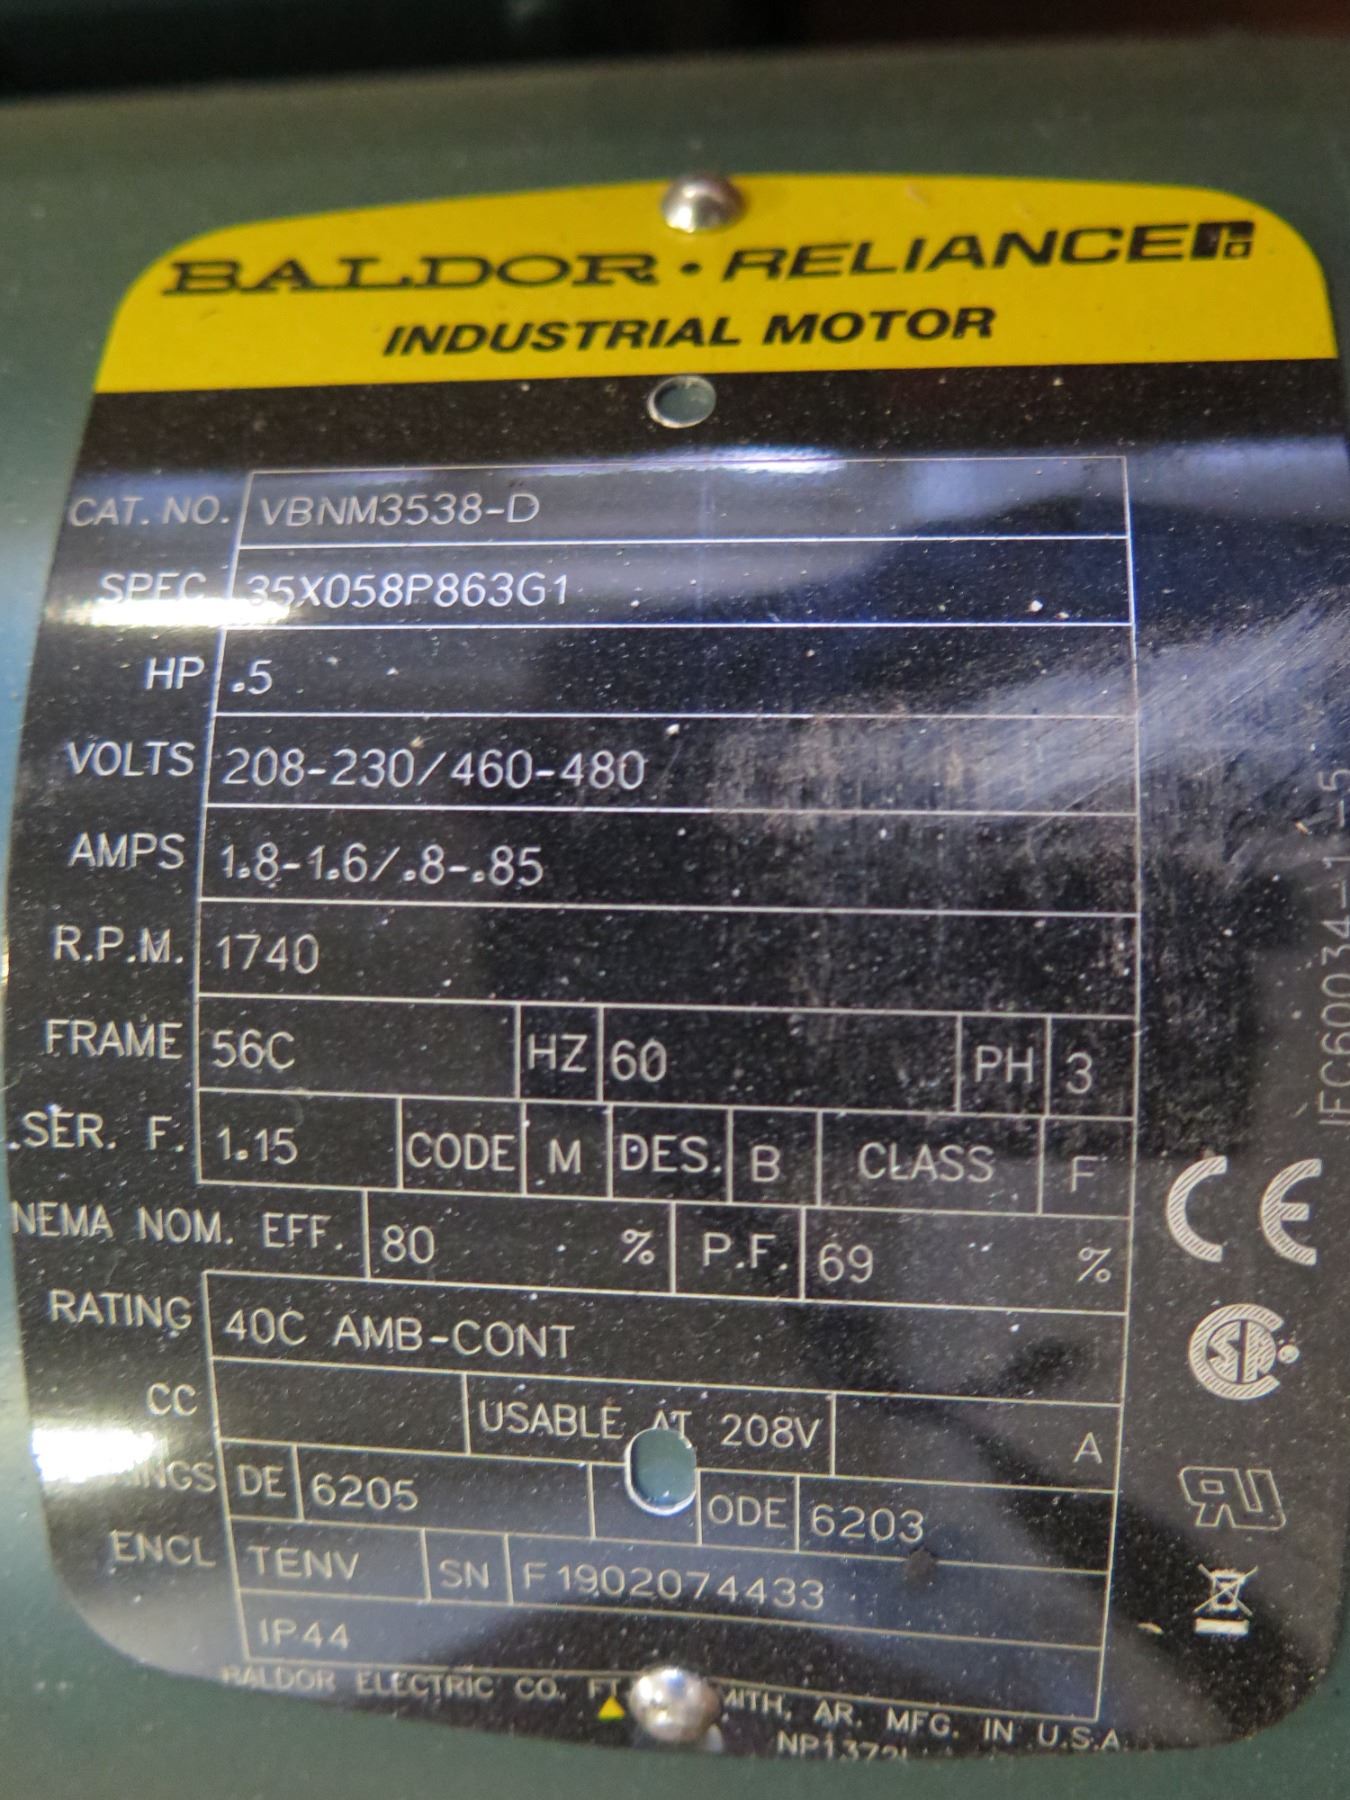 BALDOR • RELIANCE
INDUSTRIAL MOTOR
CAT. NO. VBNM3538-D
SPEC 35X058P863G1
HP .5
VOLTS 208-230/460-480
AMPS 1.8-1.6/.8-.85
R.P.M. 1740
FRAME 56C HZ 60 PH 3
SER. F. 1.15 CODE M DES. B CLASS F
NEMA NOM. EFF. 80 % P.F. 69 %
RATING 40C AMB-CONT
CC USABLE AT 208V A
DE 6205 ODE 6203
ENCL TENV SN F1902074433
IP44
BALDOR ELECTRIC CO. AR. MFG. IN U.S.A.
IEC60034-1
CE